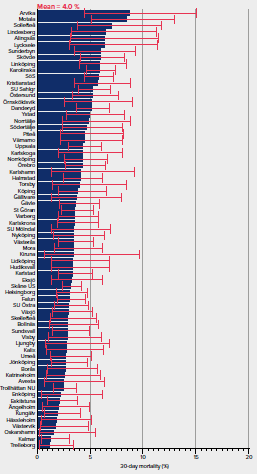 Mean = 4.0 %
Arvika
Motala
Sollefteå
Lindesberg
Alingsås
Lycksele
Sunderbyn
Skövde
Linköping
Karolinska
SöS
Kristianstad
SU Sahlgr
Östersund
Örnsköldsvik
Danderyd
Ystad
Norrtälje
Södertälje
Piteå
Värnamo
Uppsala
Karlskoga
Norrköping
Örebro
Karlshamn
Halmstad
Torsby
Köping
Gällivare
Gävle
St Göran
Varberg
Karlskrona
SU Mölndal
Nyköping
Västerås
Mora
Kiruna
Lidköping
Hudiksvall
Karlstad
Eksjö
Skåne US
Helsingborg
Falun
SU Östra
Växjö
Skellefteå
Bollnäs
Sundsvall
Visby
Ljungby
Kalix
Umeå
Jönköping
Borås
Katrineholm
Avesta
Trollhättan NU
Enköping
Eskilstuna
Ängelholm
Kungälv
Hässleholm
Västervik
Oskarshamn
Kalmar
Trelleborg
0 5 10 15 20
30-day mortality (%)